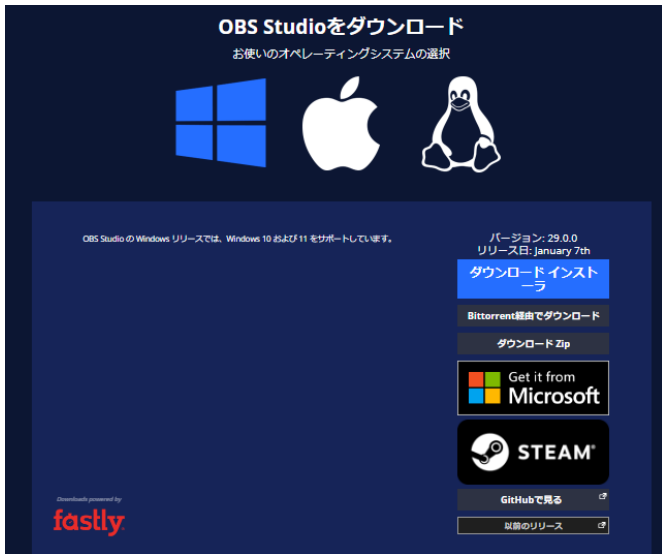 OBS Studioをダウンロード
お使いのオペレーティングシステムの選択
OBS Studio の Windows リリースでは、Windows 10 および 11 をサポートしています。
バージョン: 29.0.0
リリース日: January 7th
ダウンロード インスト
ーラ
Bittorrent経由でダウンロード
ダウンロード Zip
Get it from
Microsoft
STEAM
GitHubで見る
以前のリリース
Downloads powered by
fastly